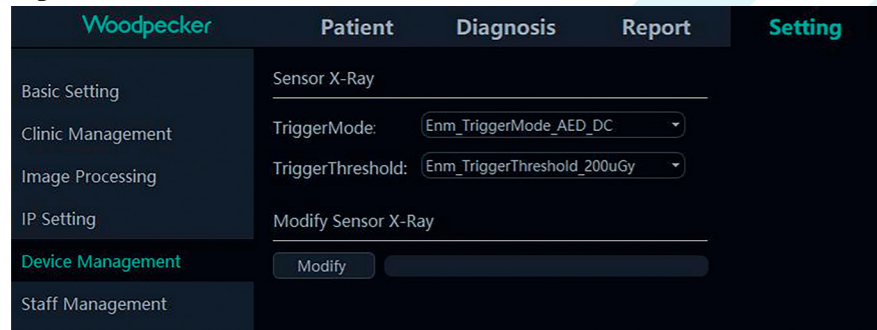 Woodpecker Patient Diagnosis Report Setting
Basic Setting
Clinic Management
Image Processing
IP Setting
Device Management
Staff Management
Sensor X-Ray
TriggerMode: Enm_TriggerMode_AED_DC
TriggerThreshold: Enm_TriggerThreshold_200uGy
Modify Sensor X-Ray
Modify